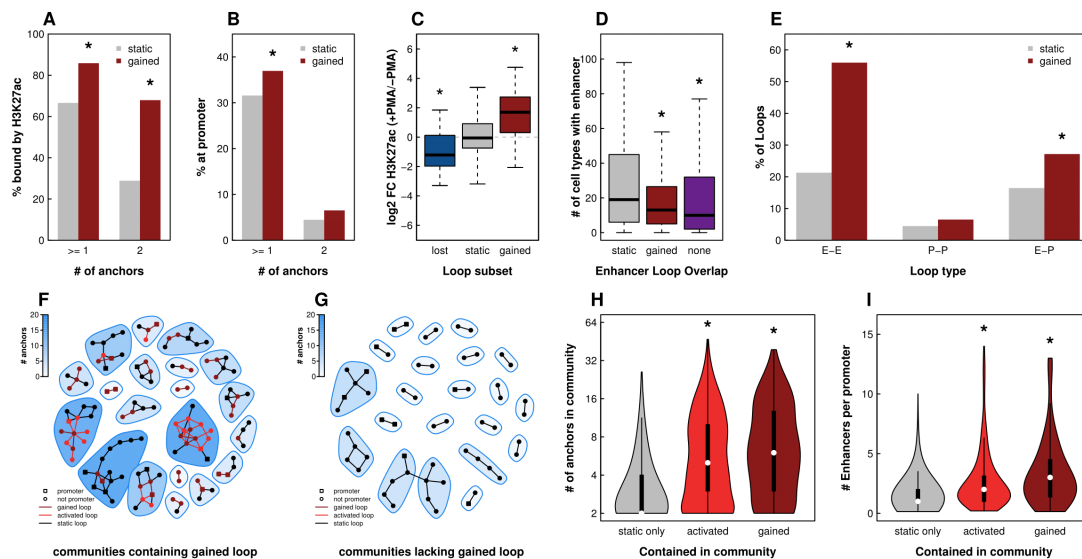 A
% bound by H3K27ac
0
20
40
60
80
100
static
gained
*
*
>= 1
2
# of anchors
B
% at promoter
0
10
20
30
40
static
gained
*
>= 1
2
# of anchors
C
log2 FC H3K27ac (+PMA/−PMA)
−6
−4
−2
0
2
4
6
*
*
lost
static
gained
Loop subset
D
# of cell types with enhancer
0
20
40
60
80
100
*
*
static
gained
none
Enhancer Loop Overlap
E
% of Loops
0
10
20
30
40
50
60
static
gained
*
*
E−E
P−P
E−P
Loop type
F
# anchors
0
5
10
15
20
promoter
not promoter
gained loop
activated loop
static loop
communities containing gained loop
G
# anchors
0
5
10
15
20
promoter
not promoter
gained loop
activated loop
static loop
communities lacking gained loop
H
# of anchors in community
2
4
8
16
32
64
*
*
static only
activated
gained
Contained in community
I
# Enhancers per promoter
0
5
10
15
*
*
static only
activated
gained
Contained in community